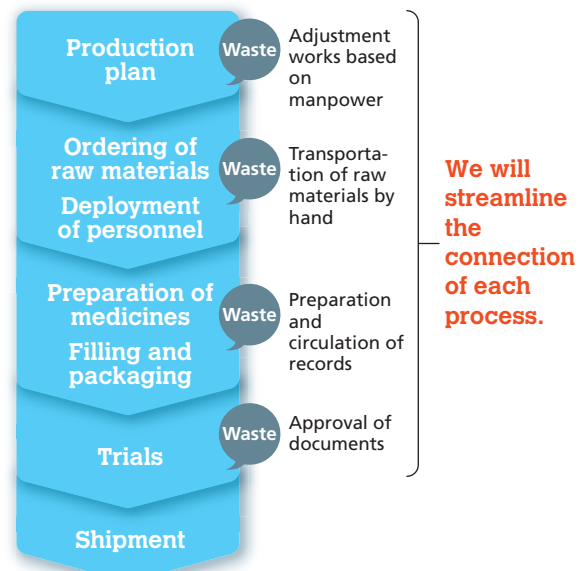 Production
plan
Waste
Adjustment
works based
on
manpower
Ordering of
raw materials
Deployment
of personnel
Waste
Transporta-
tion of raw
materials by
hand
Preparation of
medicines
Filling and
packaging
Waste
Preparation
and
circulation of
records
Trials
Waste
Approval of
documents
Shipment
We will
streamline
the
connection
of each
process.